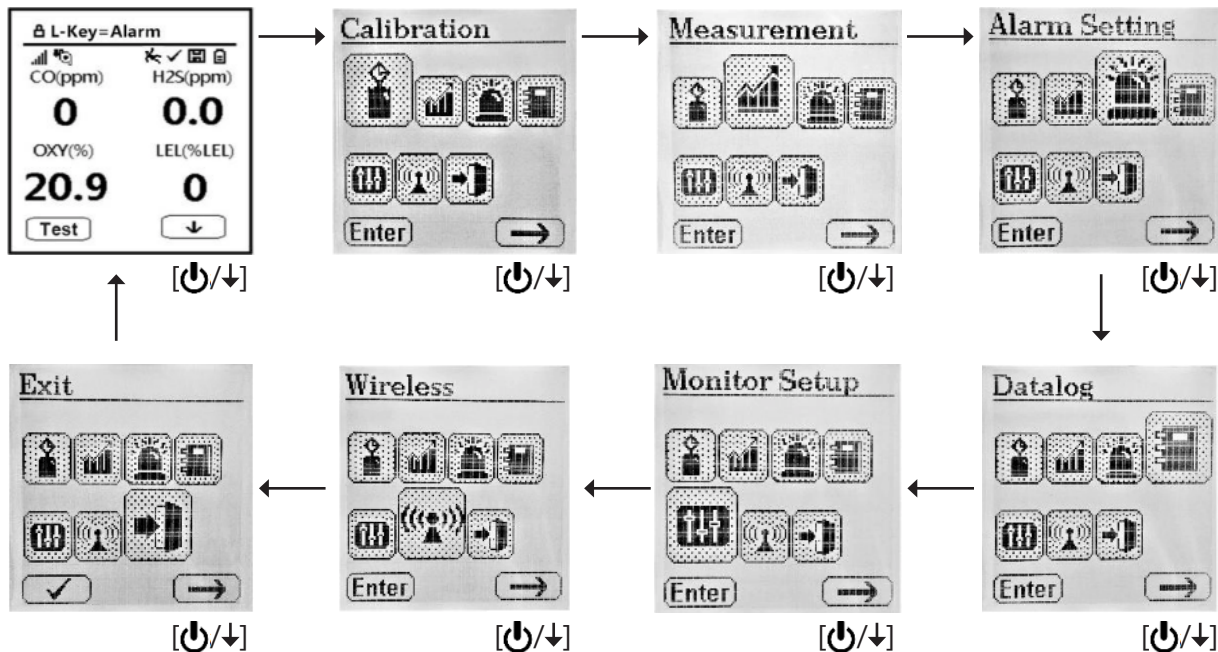 L-Key=Alarm
CO(ppm) H2S(ppm)
0 0.0
OXY(%) LEL(%LEL)
20.9 0
Test ↓
[⏻/↓]
Calibration
Enter →
[⏻/↓]
Measurement
Enter →
[⏻/↓]
Alarm Setting
Enter →
[⏻/↓]
Exit
✓ →
[⏻/↓]
Wireless
Enter →
[⏻/↓]
Monitor Setup
Enter →
[⏻/↓]
Datalog
Enter →
[⏻/↓]